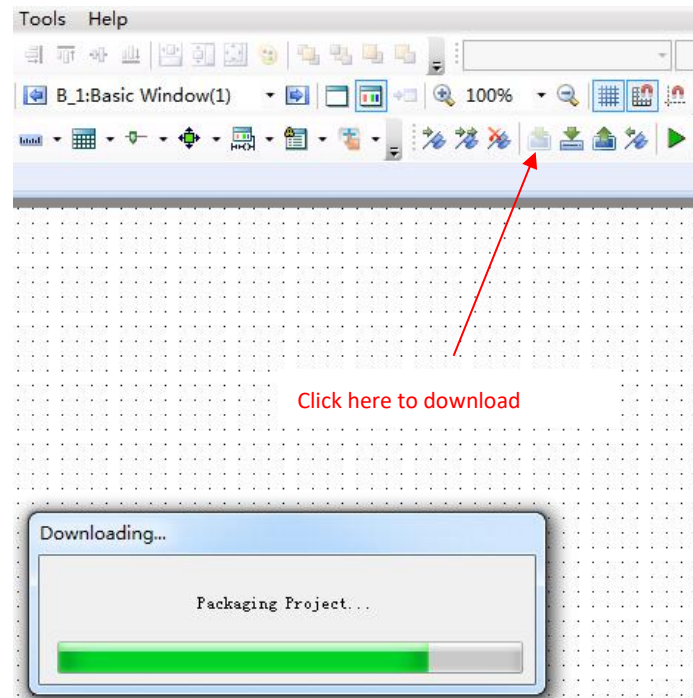 Tools Help
B_1:Basic Window(1) 100%
Click here to download
Downloading...
Packaging Project...